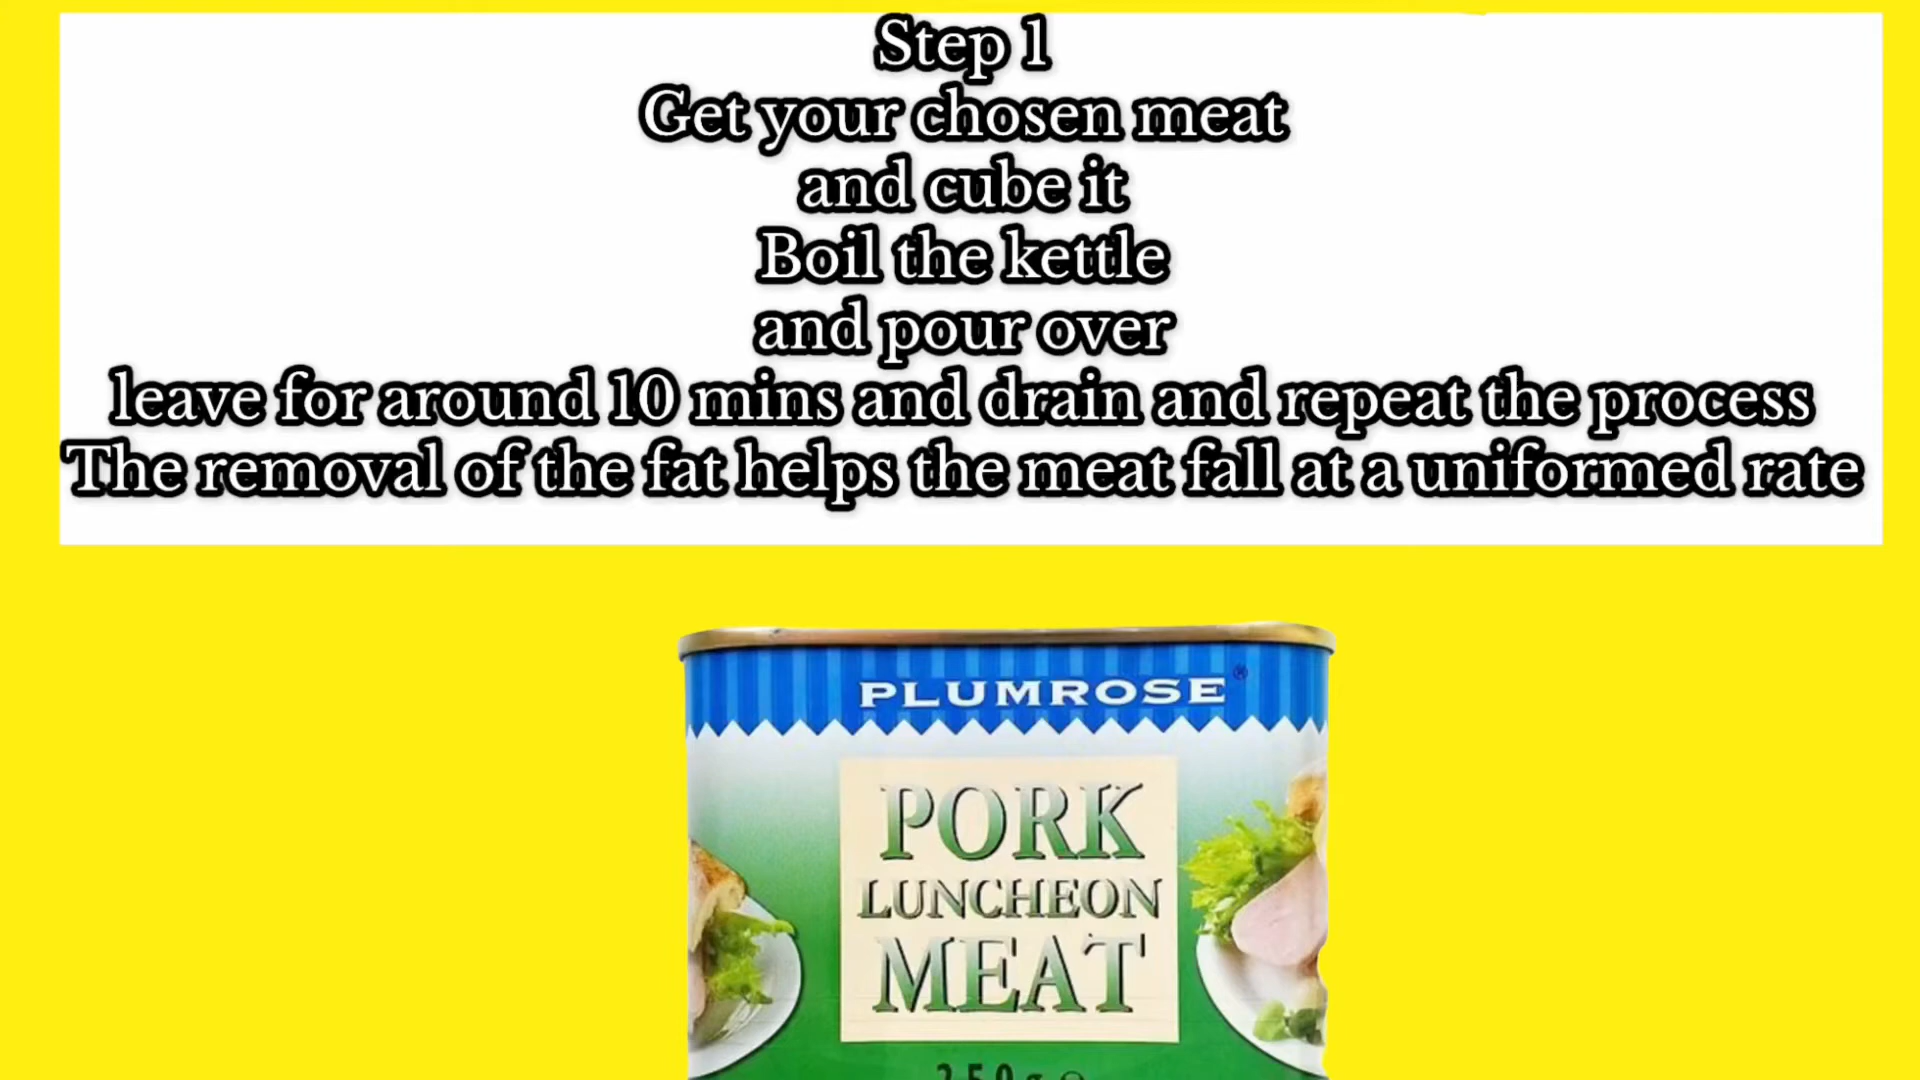 Step 1
Get your chosen meat
and cube it
Boil the kettle
and pour over
leave for around 10 mins and drain and repeat the process
The removal of the fat helps the meat fall at a uniformed rate
PLUMROSE®
PORK
LUNCHEON
MEAT
250g ℮